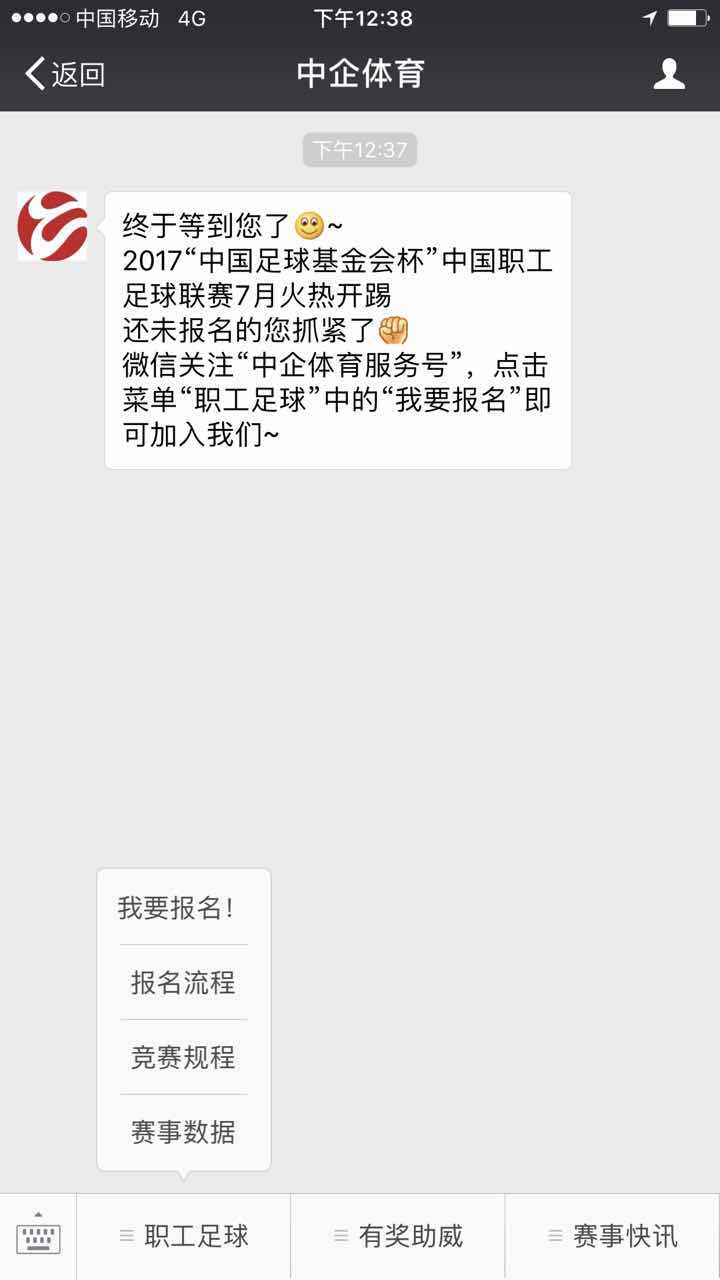 中国移动 4G 下午12:38
返回 中企体育
下午12:37
终于等到您了~
2017“中国足球基金会杯”中国职工
足球联赛7月火热开踢
还未报名的您抓紧了
微信关注“中企体育服务号”，点击
菜单“职工足球”中的“我要报名”即
可加入我们~
我要报名！
报名流程
竞赛规程
赛事数据
职工足球 有奖助威 赛事快讯